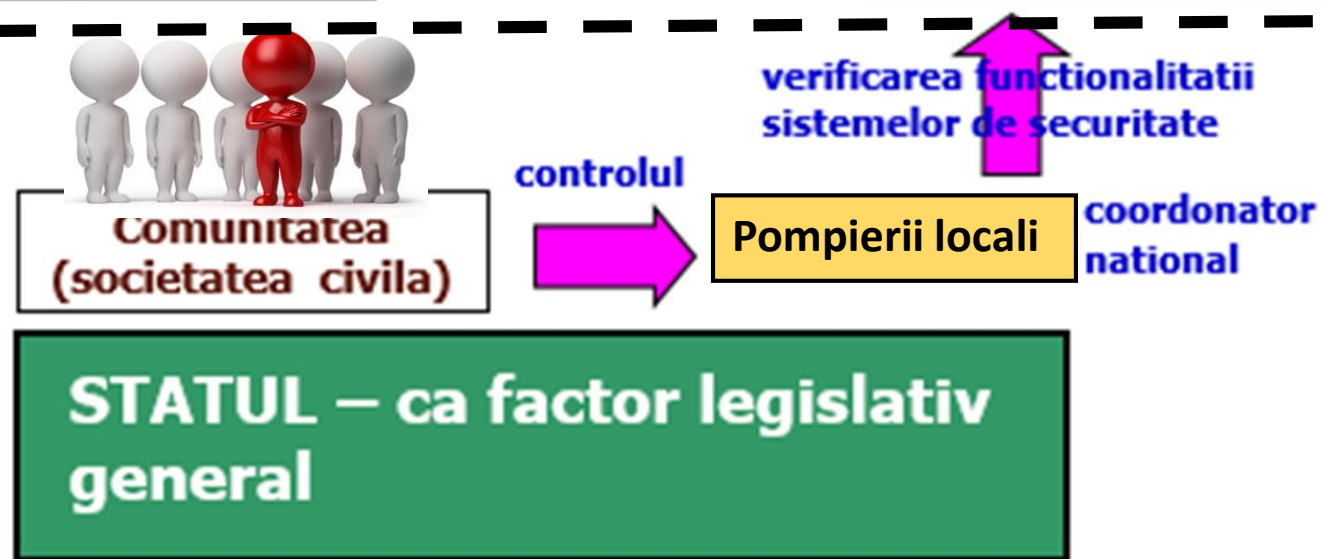 verificarea functionalitatii
sistemelor de securitate
controlul
Comunitatea
(societatea civila)
Pompierii locali
coordonator
national
STATUL – ca factor legislativ
general